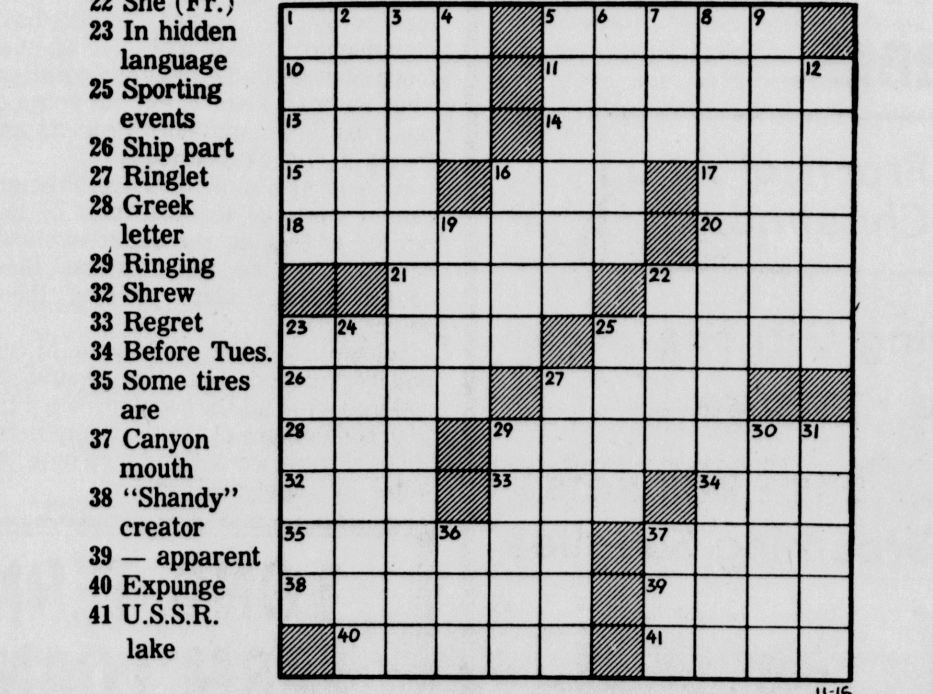 22 She (Fr.)
23 In hidden
language
25 Sporting
events
26 Ship part
27 Ringlet
28 Greek
letter
29 Ringing
32 Shrew
33 Regret
34 Before Tues.
35 Some tires
are
37 Canyon
mouth
38 "Shandy"
creator
39 — apparent
40 Expunge
41 U.S.S.R.
lake
1 2 3 4 5 6 7 8 9
10 11 12
13 14
15 16 17
18 19 20
21 22
23 24 25
26 27
28 29 30 31
32 33 34
35 36 37
38 39
40 41
11-16